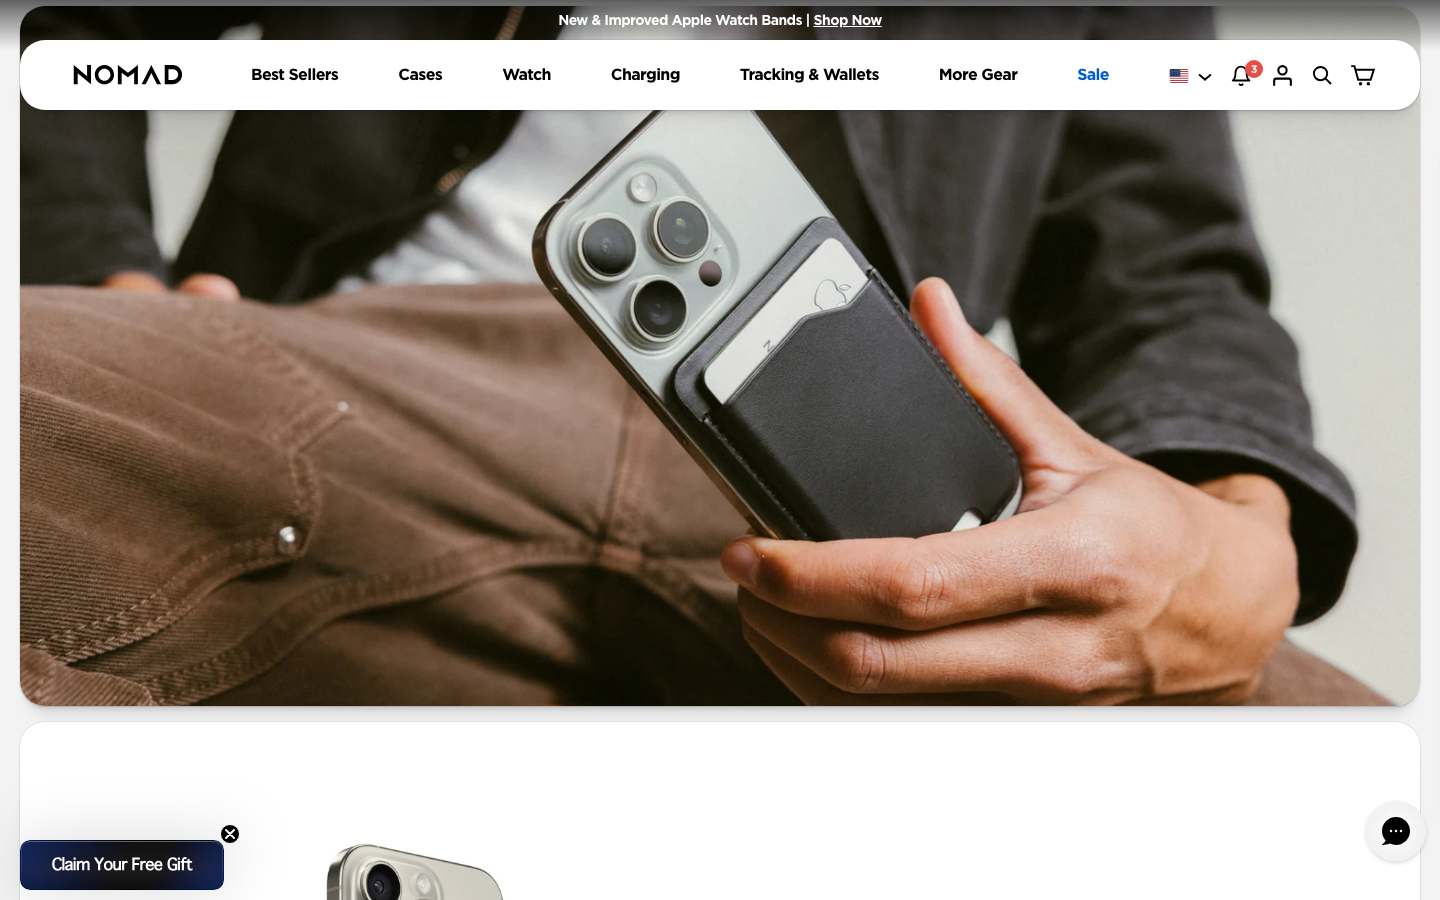 New & Improved Apple Watch Bands | Shop Now
NOMAD
Best Sellers
Cases
Watch
Charging
Tracking & Wallets
More Gear
Sale
3
Claim Your Free Gift